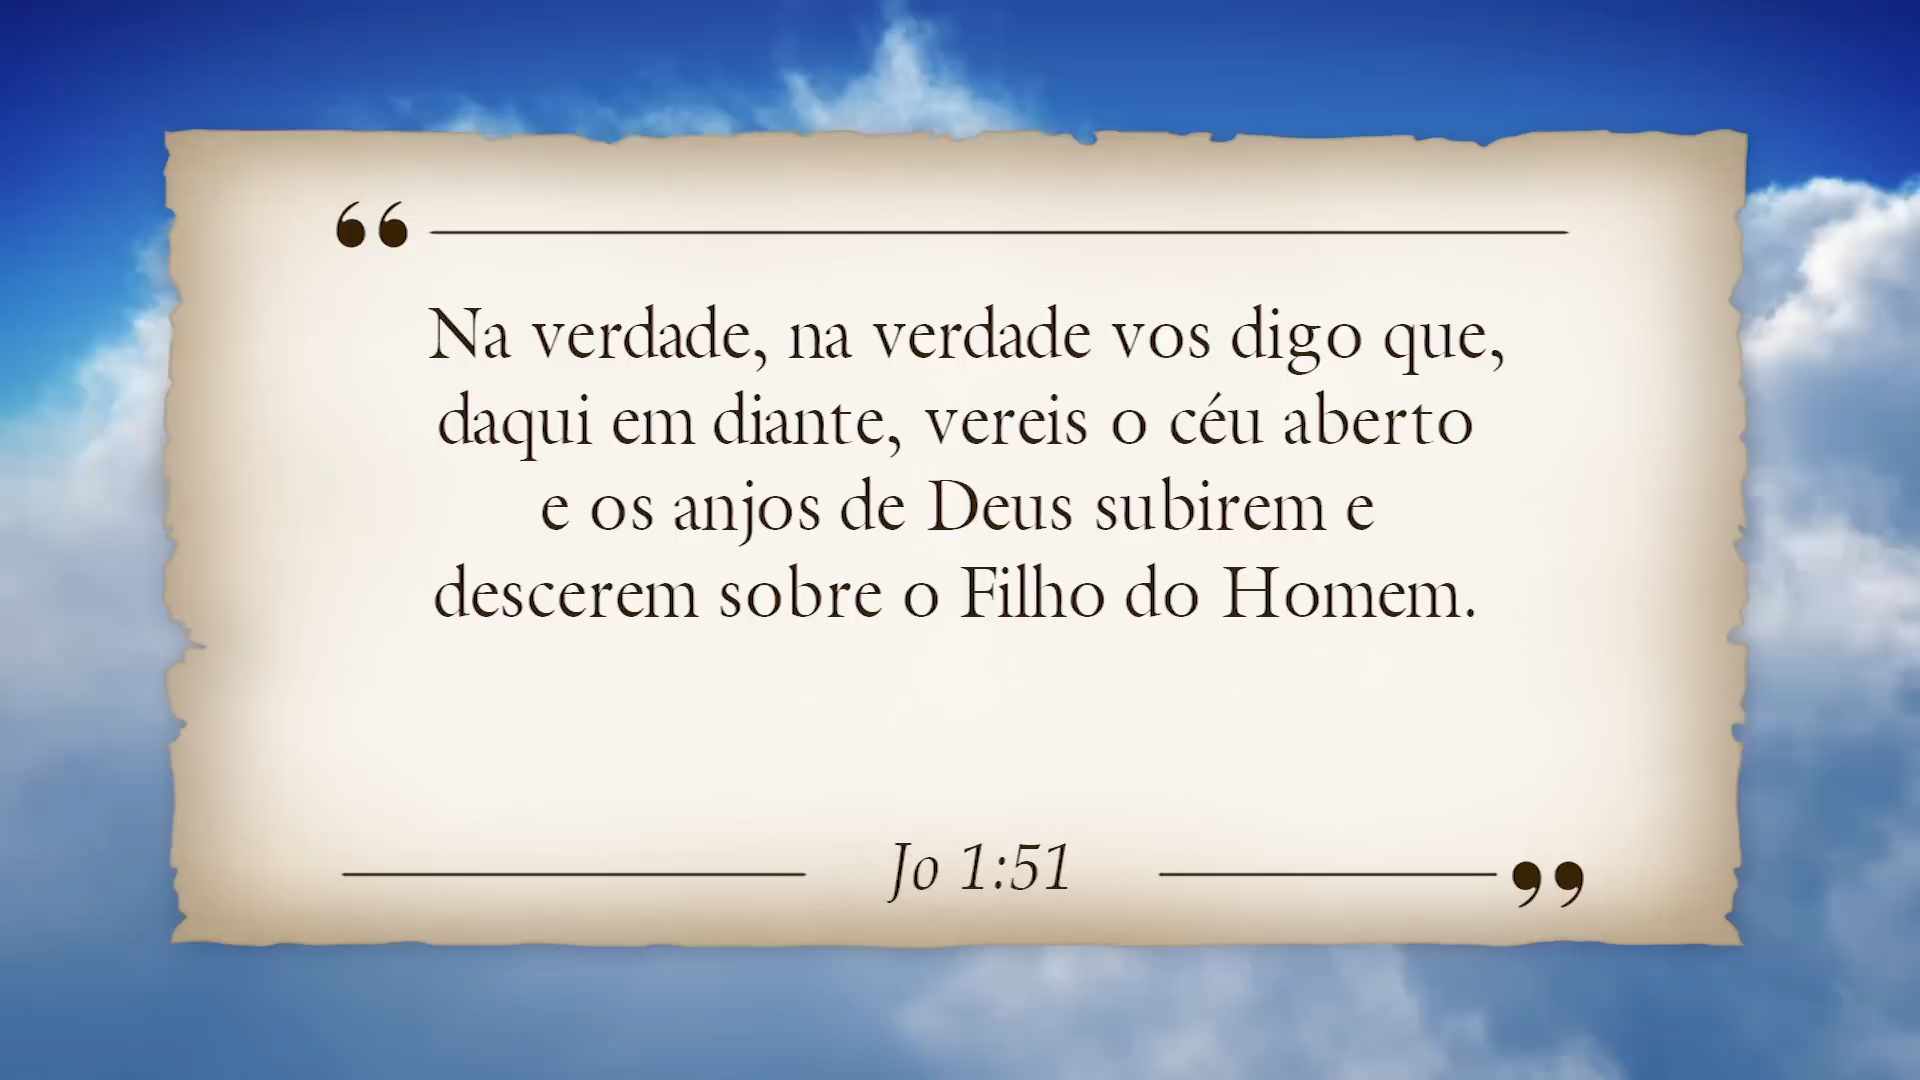 “
Na verdade, na verdade vos digo que,
daqui em diante, vereis o céu aberto
e os anjos de Deus subirem e
descerem sobre o Filho do Homem.
Jo 1:51 ”